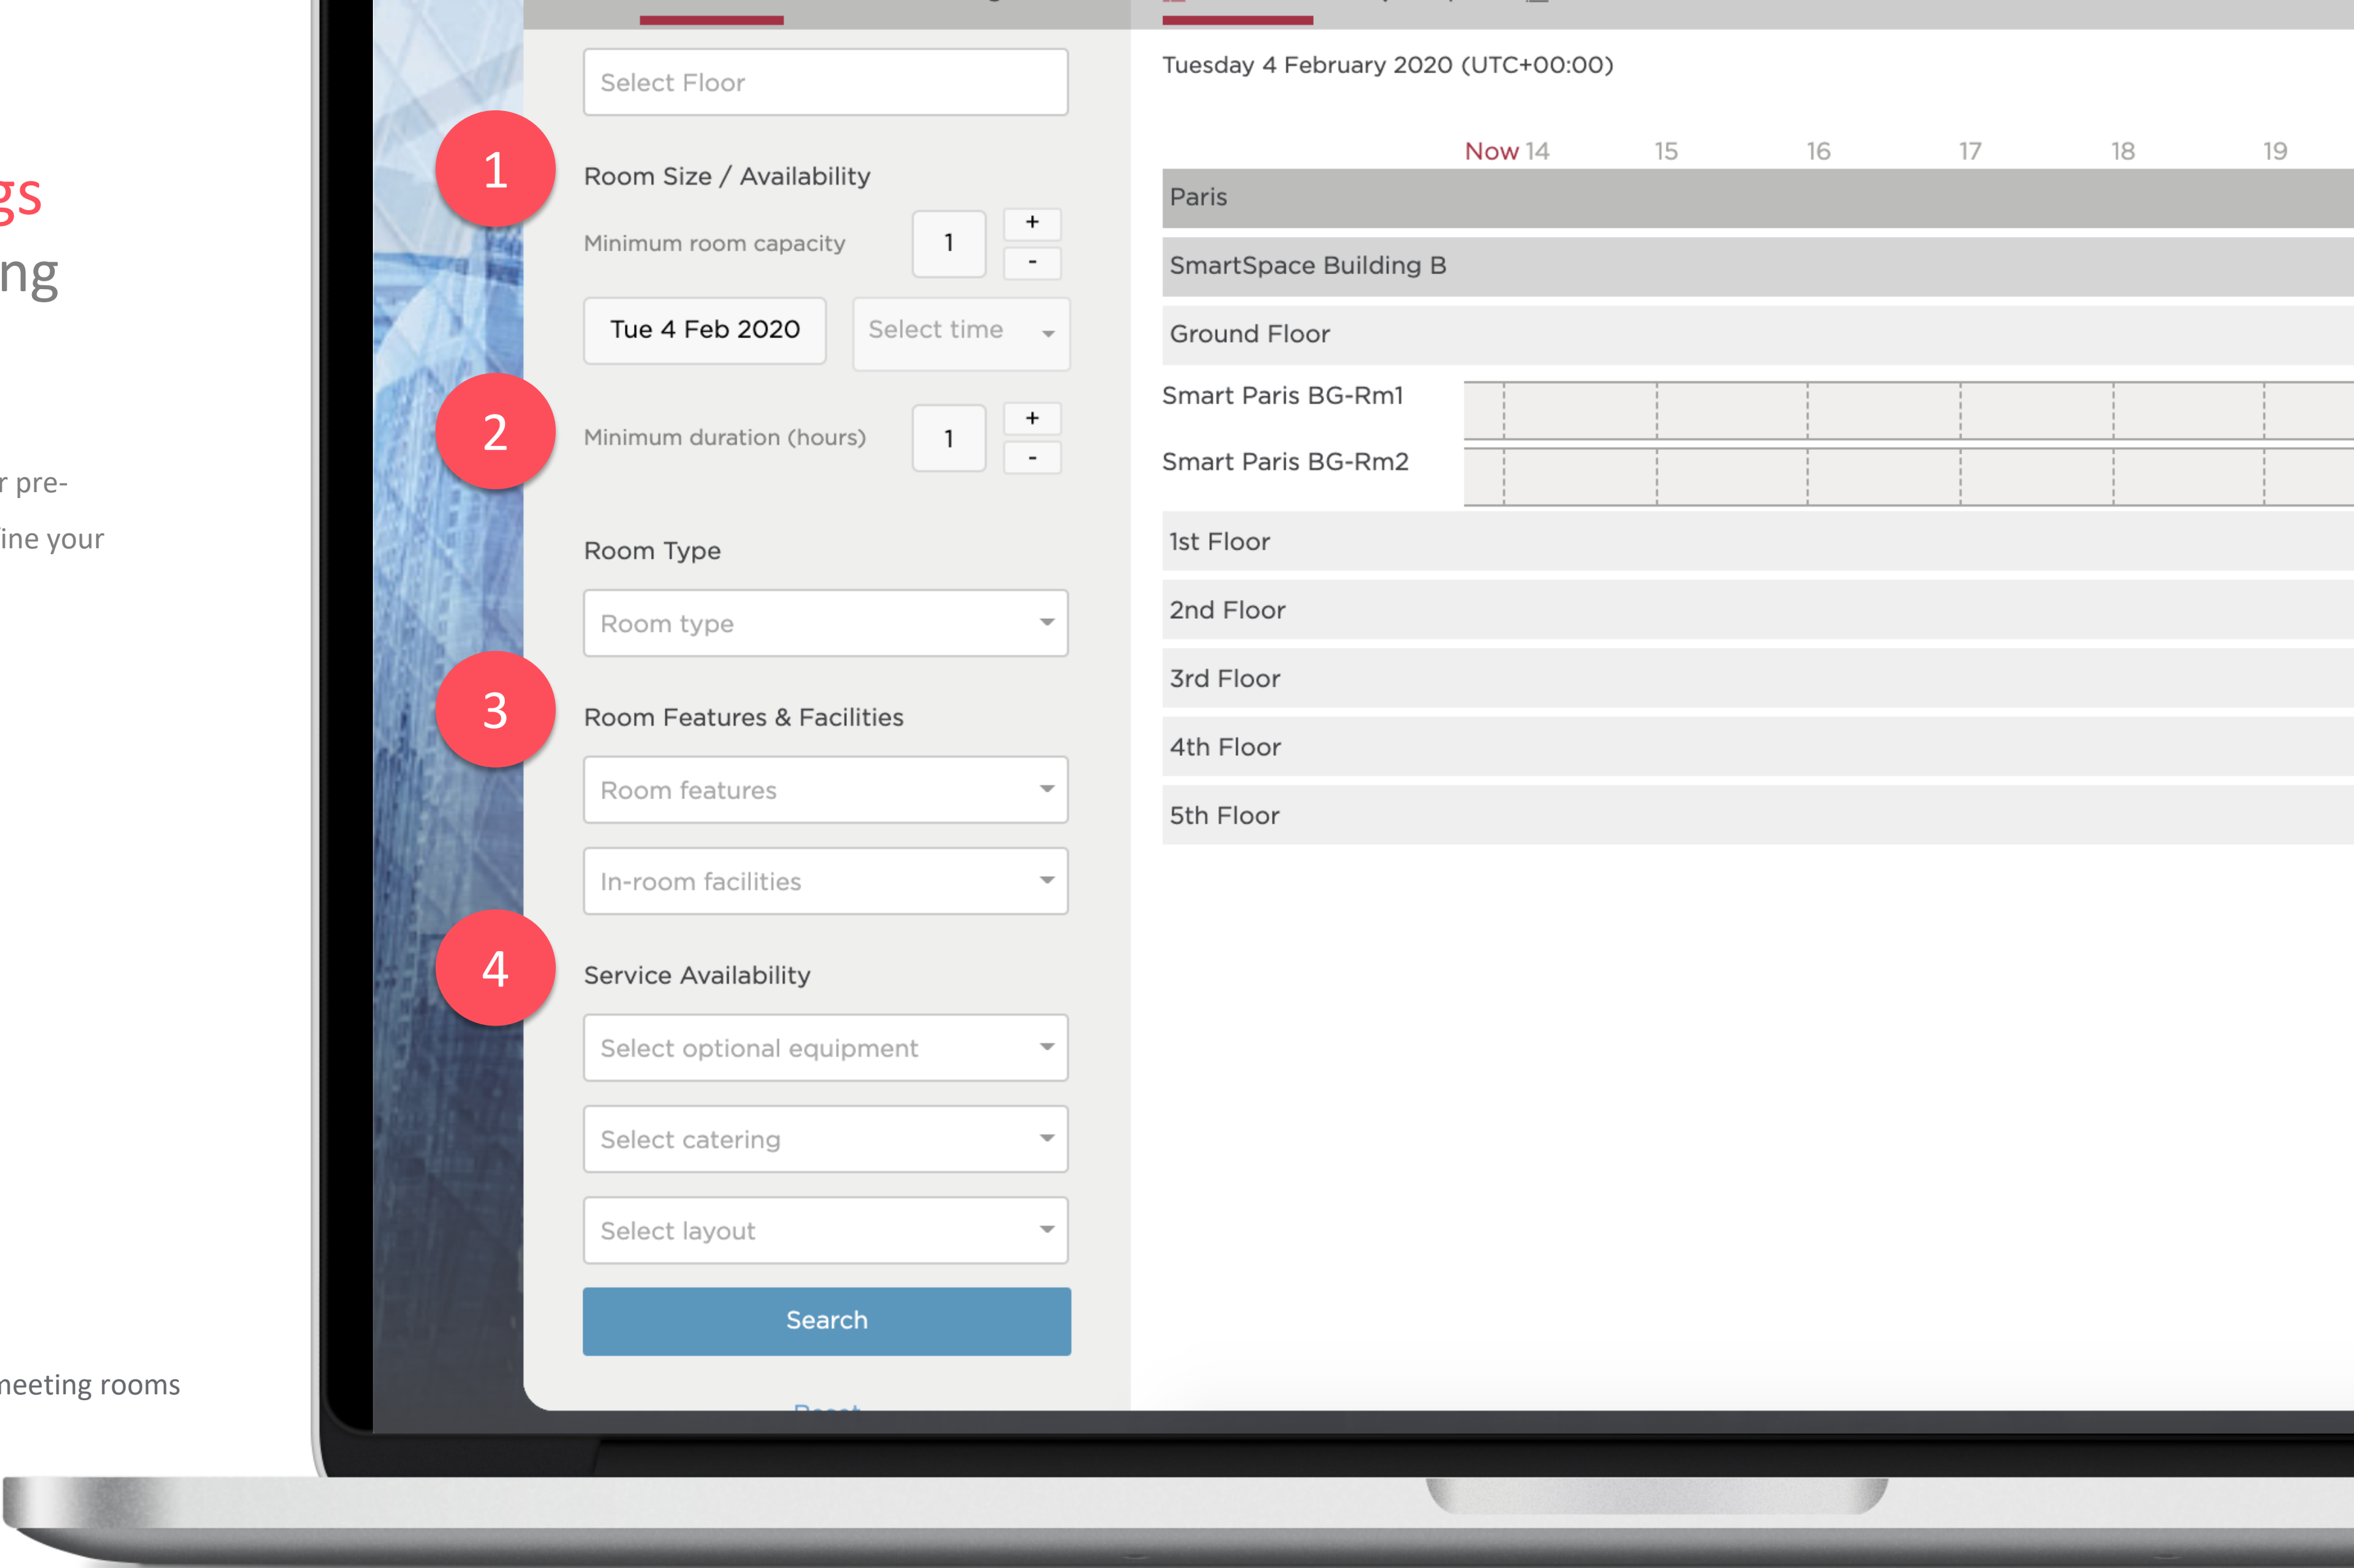 ng
r pre-
ine your
meeting rooms
Select Floor
1
Room Size / Availability
Minimum room capacity
1
+
-
Tue 4 Feb 2020
Select time
2
Minimum duration (hours)
1
+
-
Room Type
Room type
3
Room Features & Facilities
Room features
In-room facilities
4
Service Availability
Select optional equipment
Select catering
Select layout
Search
Reset
Tuesday 4 February 2020 (UTC+00:00)
Now 14 15 16 17 18 19
Paris
SmartSpace Building B
Ground Floor
Smart Paris BG-Rm1
Smart Paris BG-Rm2
1st Floor
2nd Floor
3rd Floor
4th Floor
5th Floor